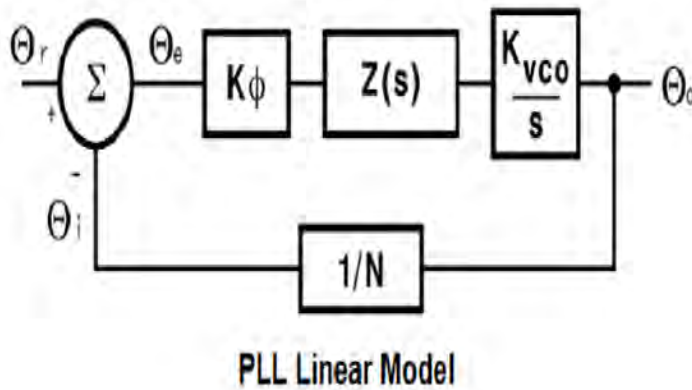 Θr
Σ
Θe
Kϕ
Z(s)
Kvco
s
Θo
+
-
Θi
1/N
PLL Linear Model